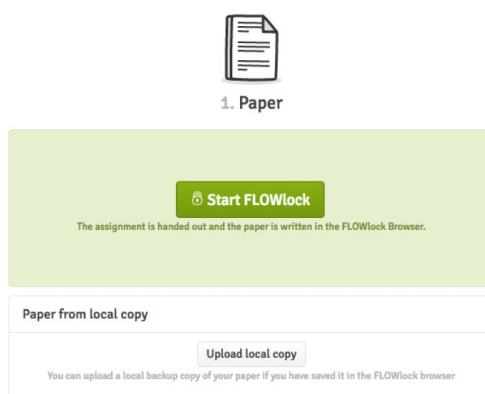 1. Paper
Start FLOWlock
The assignment is handed out and the paper is written in the FLOWlock Browser.
Paper from local copy
Upload local copy
You can upload a local backup copy of your paper if you have saved it in the FLOWlock browser